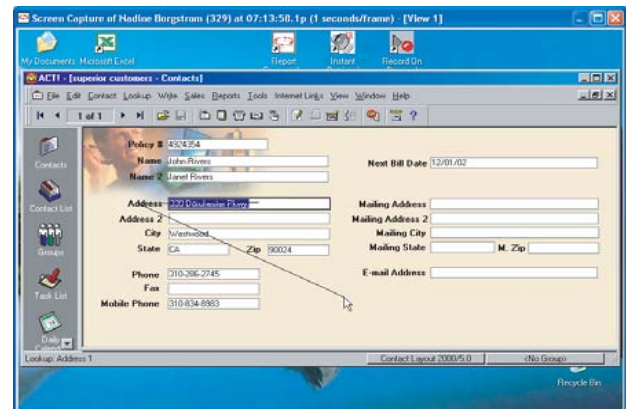 Screen Capture of Nadine Borgstrom (329) at 07:13:58.1p (1 seconds/frame) - [View 1]
My Documents Microsoft Excel Report Instant Record On
ACT! - [superior customers - Contacts]
File Edit Contact Lookup Write Sales Reports Tools Internet Links View Window Help
1 of 1
Contacts
Contact List
Groups
Task List
Daily
Policy # 4924354
Name John Rivers
Name 2 Janet Rivers
Next Bill Date 12/01/02
Address 320
Pkwy
Address 2
City Westwood
State CA Zip 90024
Phone 310-286-2745
Fax
Mobile Phone 310-834-8983
Mailing Address
Mailing Address 2
Mailing City
Mailing State M. Zip
E-mail Address
Lookup: Address 1 Contact Layout 2000/5.0 <No Group>
Recycle Bin